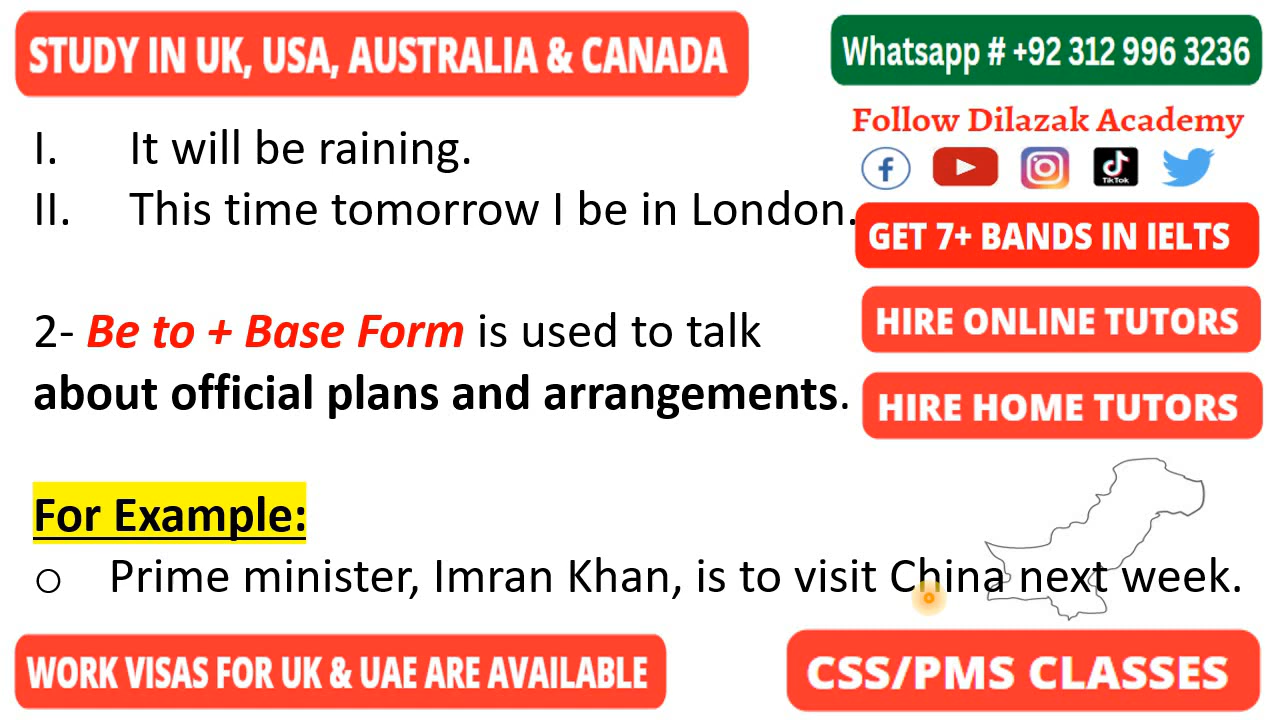 STUDY IN UK, USA, AUSTRALIA & CANADA
Whatsapp # +92 312 996 3236
Follow Dilazak Academy
TikTok
I. It will be raining.
II. This time tomorrow I be in London.
GET 7+ BANDS IN IELTS
HIRE ONLINE TUTORS
2- Be to + Base Form is used to talk
about official plans and arrangements.
HIRE HOME TUTORS
For Example:
o Prime minister, Imran Khan, is to visit China next week.
WORK VISAS FOR UK & UAE ARE AVAILABLE
CSS/PMS CLASSES